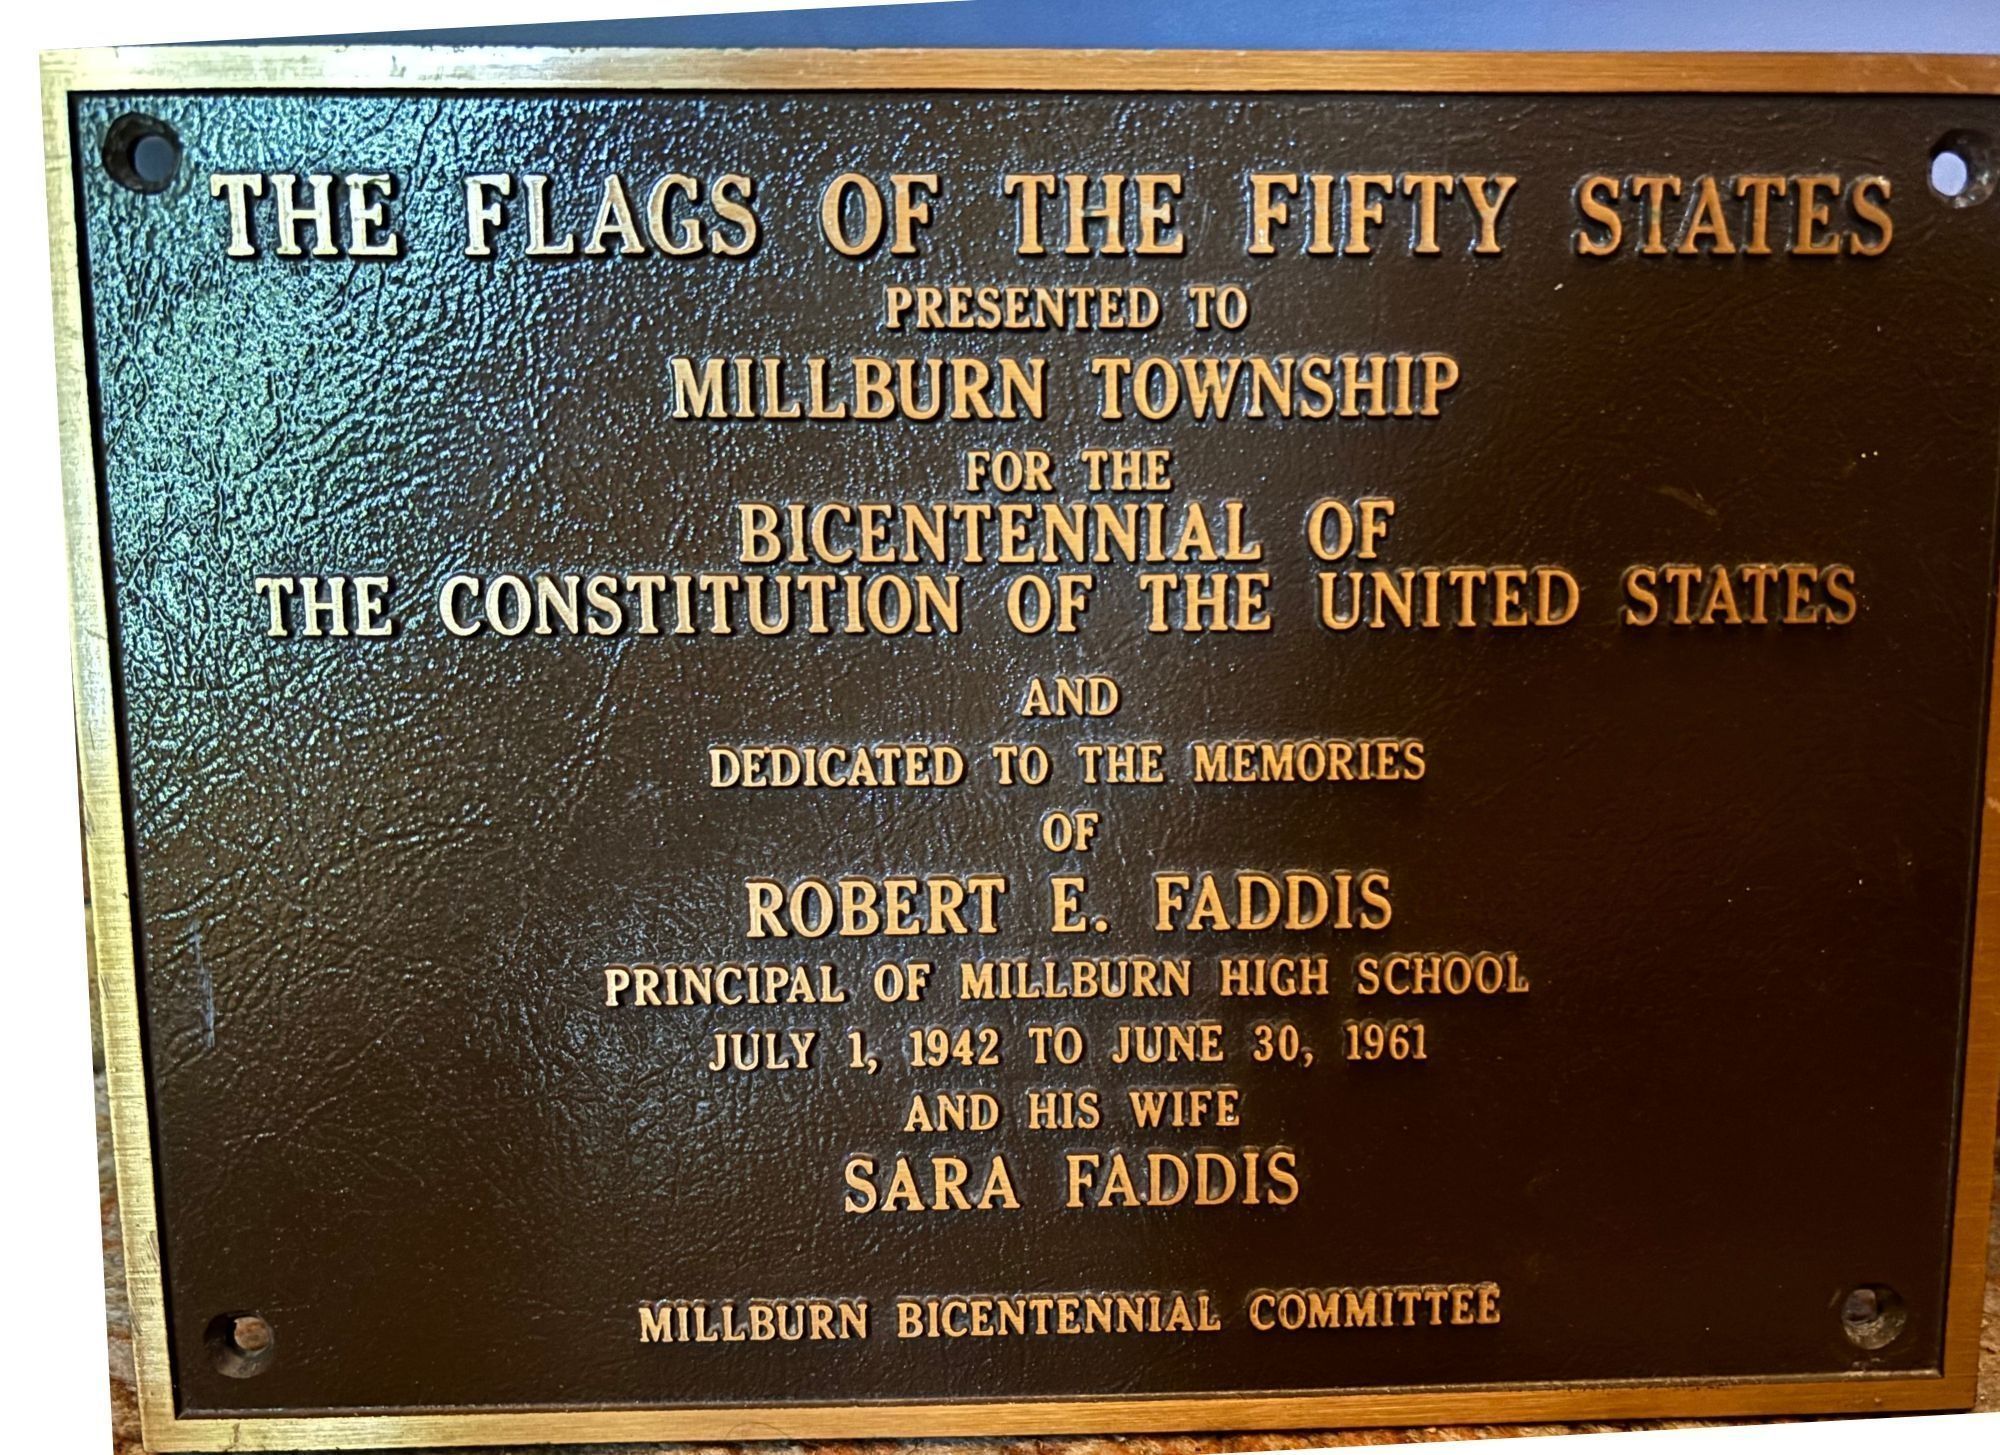 THE FLAGS OF THE FIFTY STATES
PRESENTED TO
MILLBURN TOWNSHIP
FOR THE
BICENTENNIAL OF
THE CONSTITUTION OF THE UNITED STATES
AND
DEDICATED TO THE MEMORIES
OF
ROBERT E. FADDIS
PRINCIPAL OF MILLBURN HIGH SCHOOL
JULY 1, 1942 TO JUNE 30, 1961
AND HIS WIFE
SARA FADDIS
MILLBURN BICENTENNIAL COMMITTEE